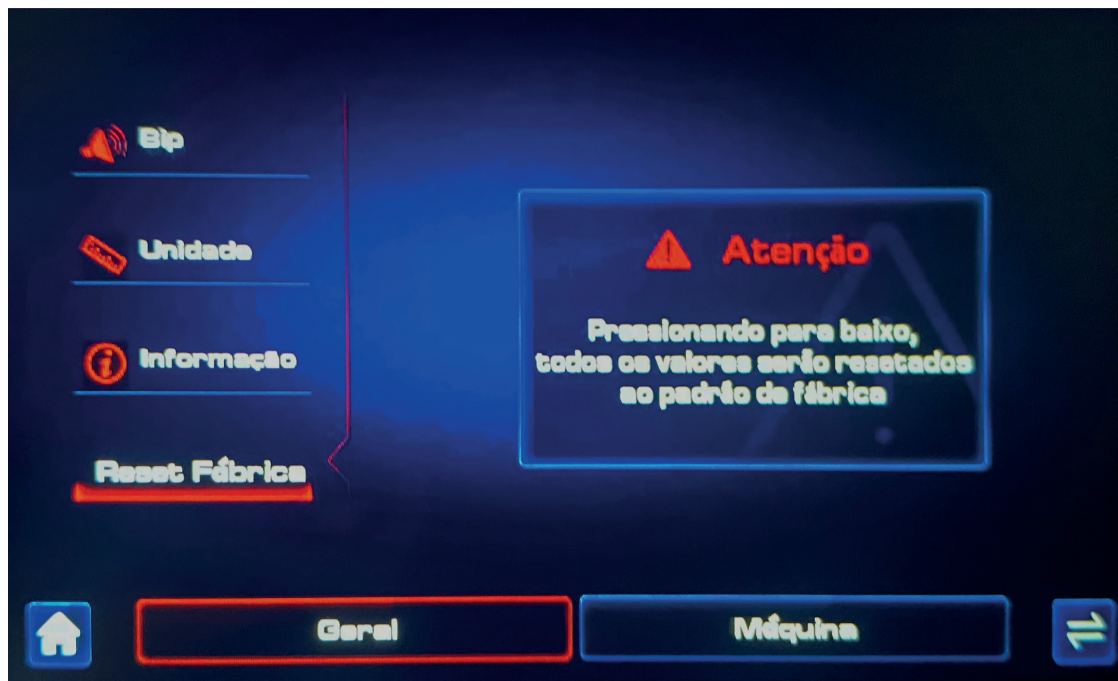 Bip
Unidade
Informação
Reset Fábrica
Atenção
Pressionando para baixo,
todos os valores serão resetados
ao padrão de fábrica
Geral
Máquina